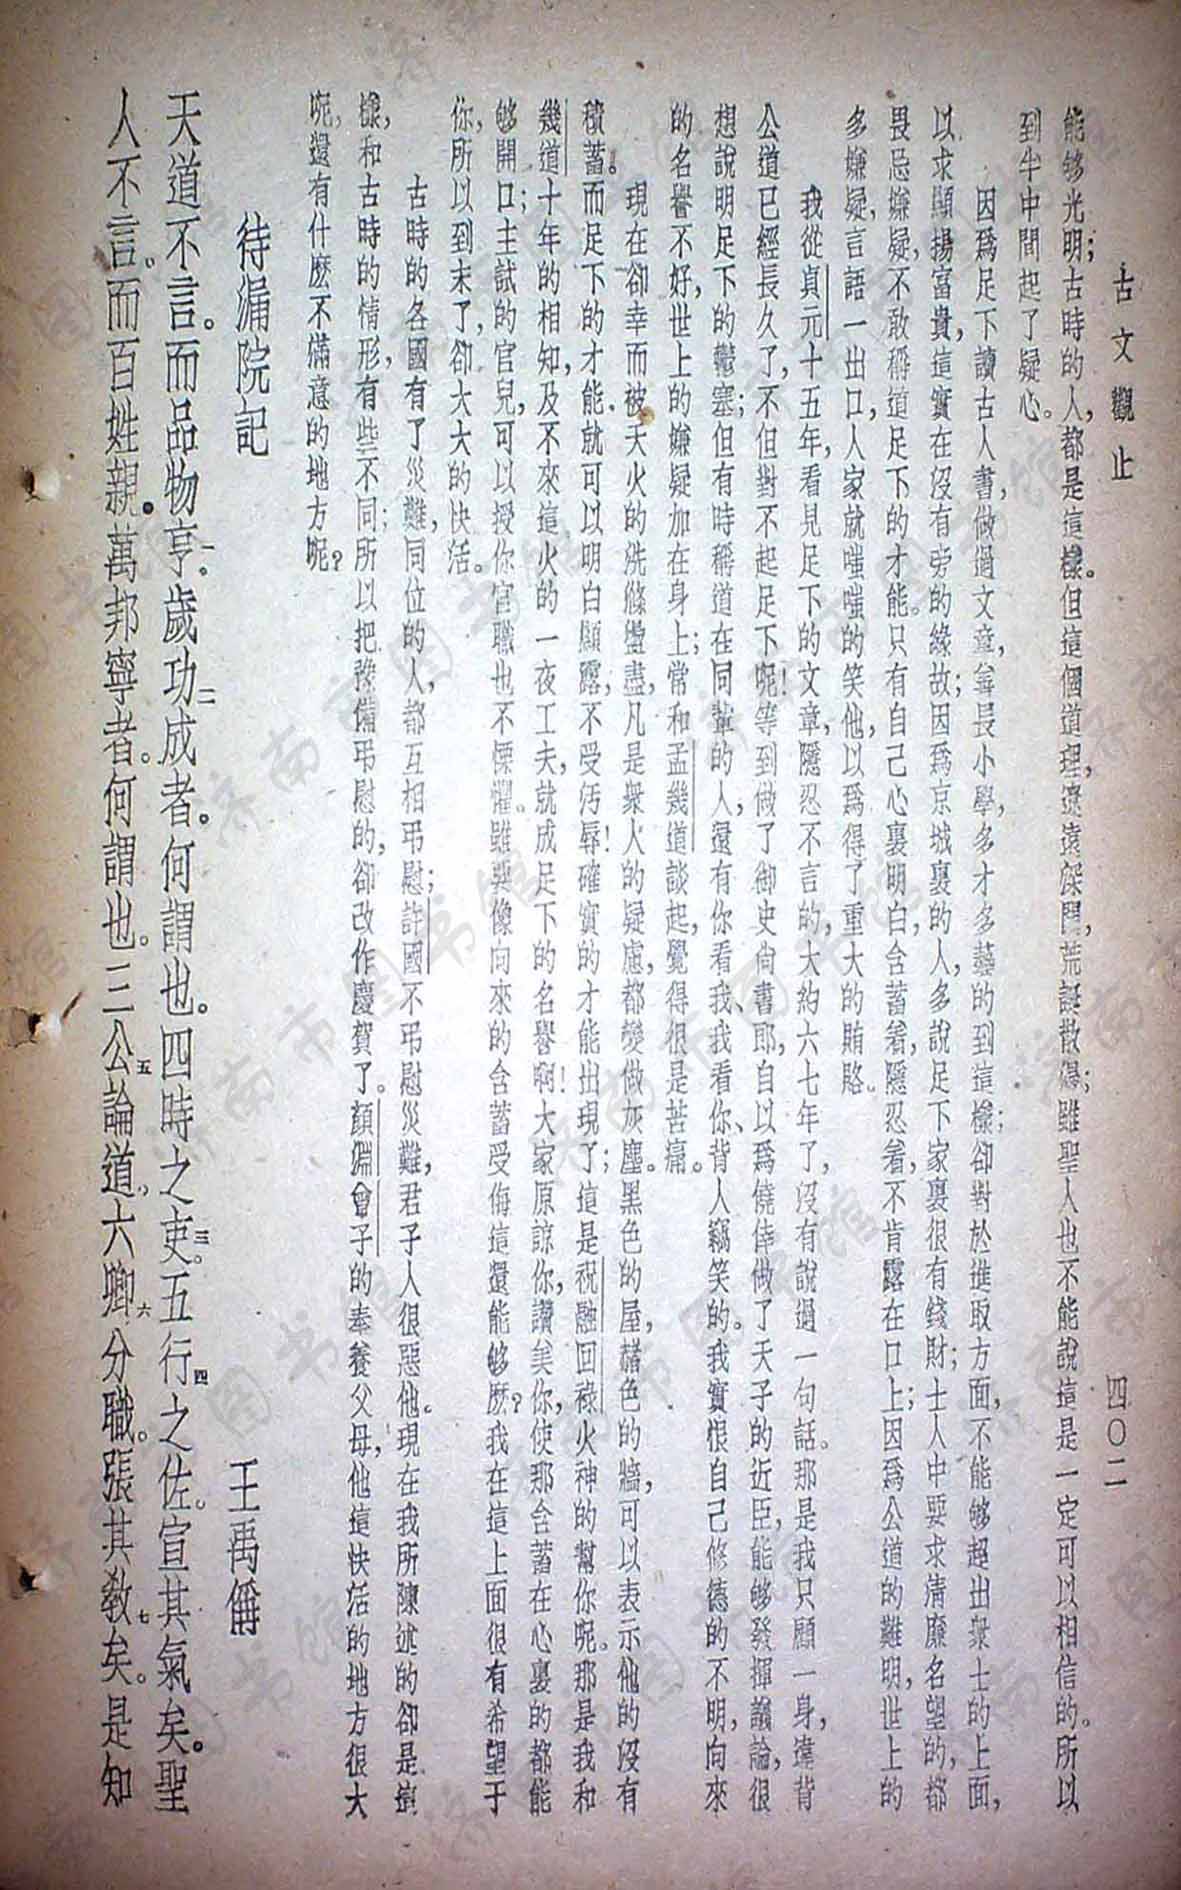 古文觀止
四〇二
能够光明；古時的人，都是這樣。但這個道理，遼遠深閎，荒誕散漫；雖聖人也不能說這是一定可以相信的。所以
到半中間起了疑心。
因爲足下讀古人書，做過文章，善長小學，多才多藝的到這樣；卻對於進取方面，不能够超出衆士的上面，
以求顯揚富貴，這實在沒有旁的緣故；因爲京城裏的人，多說足下家裏很有錢財；士人中要求清廉名望的，都
畏忌嫌疑，不敢稱道足下的才能。只有自己心裏明白，含蓄着，隱忍着，不肯露在口上；因爲公道的難明，世上的
多嫌疑，言語一出口，人家就嗤嗤的笑他，以爲得了重大的賄賂。
我從貞元十五年，看見足下的文章，隱忍不言的，大約六七年了，沒有說過一句話。那是我只顧一身，違背
公道已經長久了，不但對不起足下呢！等到做了御史尙書郎，自以爲僥倖做了天子的近臣，能够發揮議論，很
想說明足下的鬱塞；但有時稱道在同輩的人，還有你看我、我看你、背人竊笑的。我實恨自己修德的不明，向來
的名譽不好，世上的嫌疑加在身上；常和孟幾道談起，覺得很是苦痛。
現在卻幸而被天火的洗滌盪盡，凡是衆人的疑慮，都變做灰塵。黑色的屋，赭色的牆，可以表示他的沒有
積蓄。而足下的才能，就可以明白顯露，不受汚辱！確實的才能出現了；這是祝融回祿火神的幫你呢。那是我和
幾道十年的相知，及不來這火的一夜工夫，就成足下的名譽啊！大家原諒你，讚美你，使那含蓄在心裏的都能
够開口；主試的官兒，可以授你官職也不慄懼。雖要像向來的含蓄受侮，這還能够麽？我在這上面很有希望于
你，所以到末了，卻大大的快活。
古時的各國有了災難，同位的人，都互相弔慰；許國不弔慰災難，君子人很惡他。現在我所陳述的卻是這
樣，和古時的情形，有些不同；所以把豫備弔慰的，卻改作慶賀了。顏淵曾子的奉養父母，他這快活的地方很大
呢，還有什麽不滿意的地方呢？
待漏院記
王禹偁
天道不言。而品物亨一。歲功二成者。何謂也。四時之吏三。五行四之佐。宣其氣矣。聖
人不言。而百姓親。萬邦寧者。何謂也。三公五論道，六卿六分職。張其敎七矣。是知